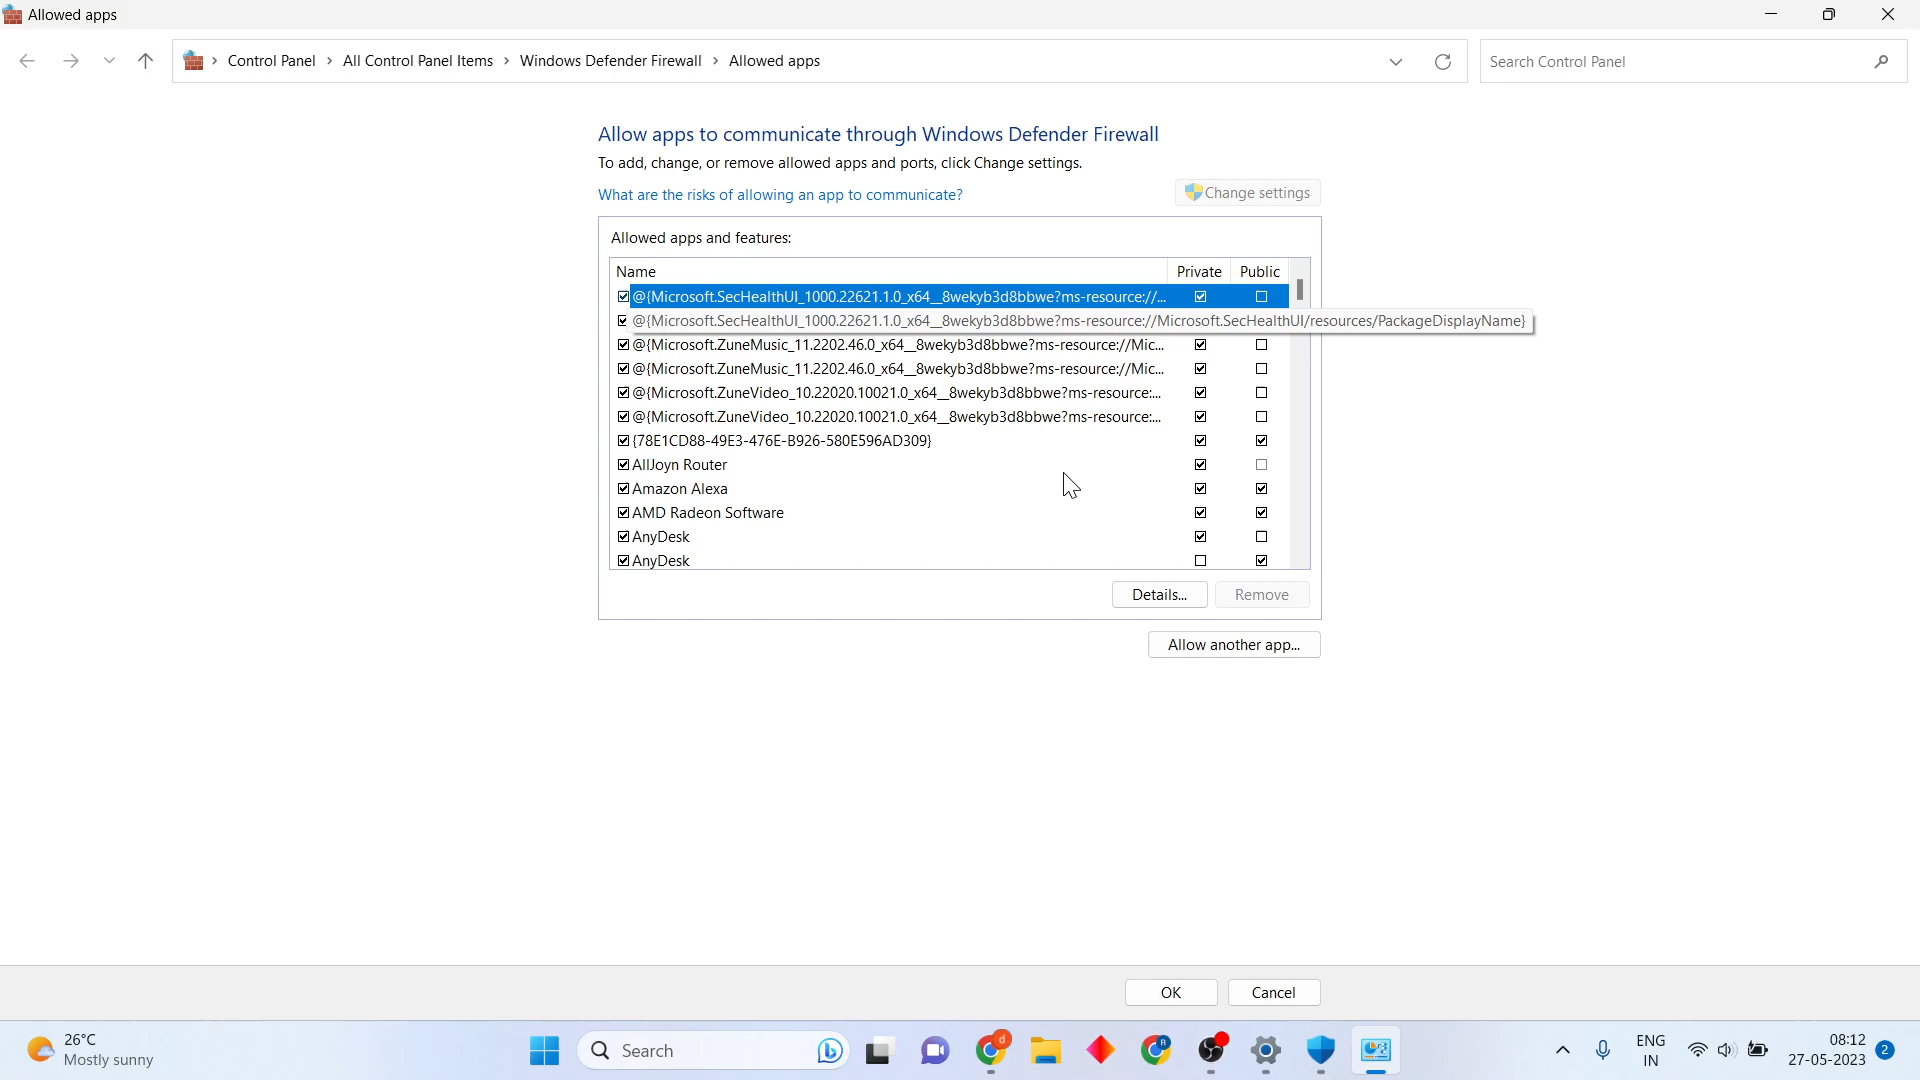 Allowed apps
Control Panel > All Control Panel Items > Windows Defender Firewall > Allowed apps
Search Control Panel
Allow apps to communicate through Windows Defender Firewall
To add, change, or remove allowed apps and ports, click Change settings.
What are the risks of allowing an app to communicate?
Change settings
Allowed apps and features:
Name Private Public
@{Microsoft.SecHealthUI_1000.22621.1.0_x64__8wekyb3d8bbwe?ms-resource://...
@{Microsoft.SecHealthUI_1000.22621.1.0_x64__8wekyb3d8bbwe?ms-resource://Microsoft.SecHealthUI/resources/PackageDisplayName}
@{Microsoft.ZuneMusic_11.2202.46.0_x64__8wekyb3d8bbwe?ms-resource://Mic...
@{Microsoft.ZuneMusic_11.2202.46.0_x64__8wekyb3d8bbwe?ms-resource://Mic...
@{Microsoft.ZuneVideo_10.22020.10021.0_x64__8wekyb3d8bbwe?ms-resource:...
@{Microsoft.ZuneVideo_10.22020.10021.0_x64__8wekyb3d8bbwe?ms-resource:...
{78E1CD88-49E3-476E-B926-580E596AD309}
AllJoyn Router
Amazon Alexa
AMD Radeon Software
AnyDesk
AnyDesk
Details... Remove
Allow another app...
OK Cancel
26°C
Mostly sunny
Search
d
R
ENG
IN
08:12
27-05-2023
2